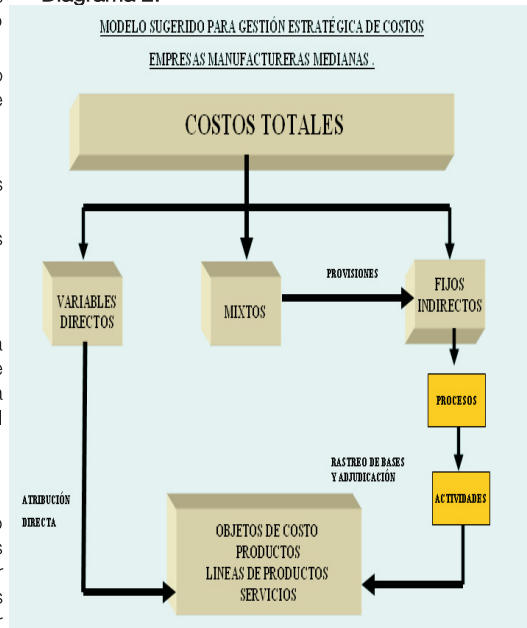 Diagrama 2.
MODELO SUGERIDO PARA GESTIÓN ESTRATÉGICA DE COSTOS
EMPRESAS MANUFACTURERAS MEDIANAS .
COSTOS TOTALES
VARIABLES
DIRECTOS
MIXTOS
PROVISIONES
FIJOS
INDIRECTOS
PROCESOS
RASTREO DE BASES
Y ADJUDICACIÓN
ACTIVIDADES
ATRIBUCIÓN
DIRECTA
OBJETOS DE COSTO
PRODUCTOS
LINEAS DE PRODUCTOS
SERVICIOS